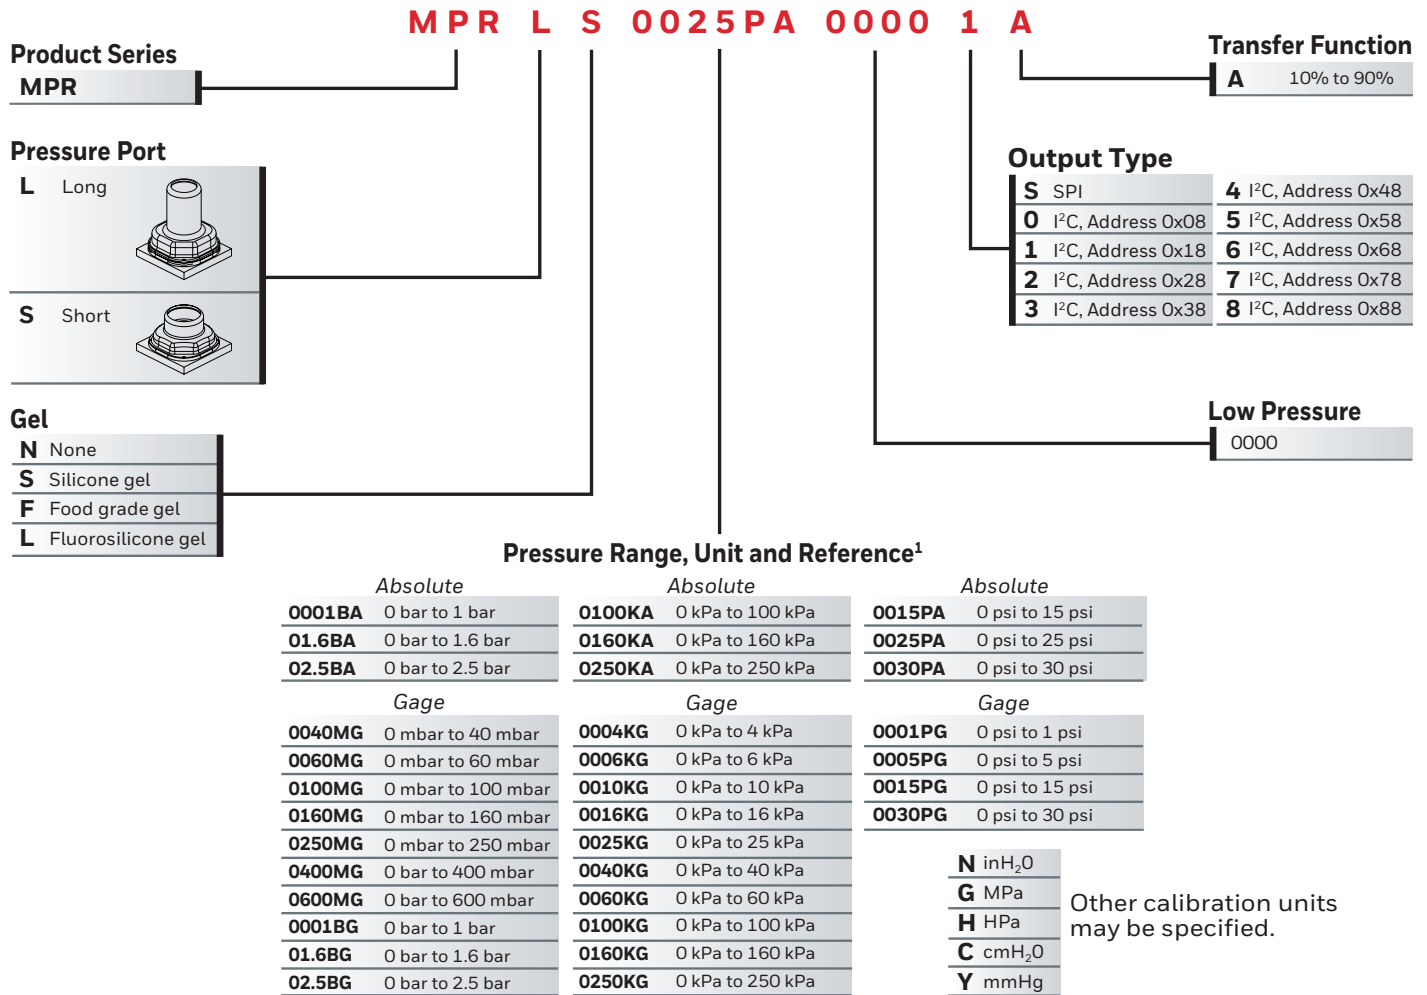 MPR L S 0025PA 0000 1 A
Product Series
MPR
Pressure Port
L Long
S Short
Gel
N None
S Silicone gel
F Food grade gel
L Fluorosilicone gel
Transfer Function
A 10% to 90%
Output Type
S SPI
0 I²C, Address 0x08
1 I²C, Address 0x18
2 I²C, Address 0x28
3 I²C, Address 0x38
4 I²C, Address 0x48
5 I²C, Address 0x58
6 I²C, Address 0x68
7 I²C, Address 0x78
8 I²C, Address 0x88
Low Pressure
0000
Pressure Range, Unit and Reference¹
Absolute
0001BA 0 bar to 1 bar
01.6BA 0 bar to 1.6 bar
02.5BA 0 bar to 2.5 bar
Gage
0040MG 0 mbar to 40 mbar
0060MG 0 mbar to 60 mbar
0100MG 0 mbar to 100 mbar
0160MG 0 mbar to 160 mbar
0250MG 0 mbar to 250 mbar
0400MG 0 bar to 400 mbar
0600MG 0 bar to 600 mbar
0001BG 0 bar to 1 bar
01.6BG 0 bar to 1.6 bar
02.5BG 0 bar to 2.5 bar
Absolute
0100KA 0 kPa to 100 kPa
0160KA 0 kPa to 160 kPa
0250KA 0 kPa to 250 kPa
Gage
0004KG 0 kPa to 4 kPa
0006KG 0 kPa to 6 kPa
0010KG 0 kPa to 10 kPa
0016KG 0 kPa to 16 kPa
0025KG 0 kPa to 25 kPa
0040KG 0 kPa to 40 kPa
0060KG 0 kPa to 60 kPa
0100KG 0 kPa to 100 kPa
0160KG 0 kPa to 160 kPa
0250KG 0 kPa to 250 kPa
Absolute
0015PA 0 psi to 15 psi
0025PA 0 psi to 25 psi
0030PA 0 psi to 30 psi
Gage
0001PG 0 psi to 1 psi
0005PG 0 psi to 5 psi
0015PG 0 psi to 15 psi
0030PG 0 psi to 30 psi
N inH₂0
G MPa
H HPa
C cmH₂0
Y mmHg
Other calibration units
may be specified.